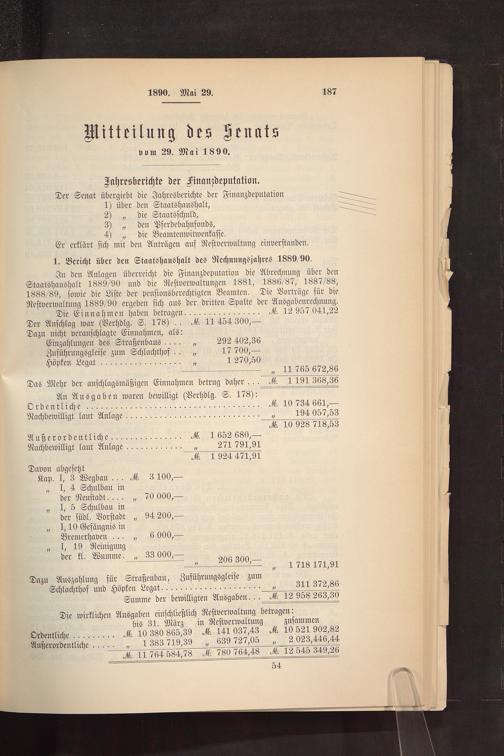 1890. Mai 29. 187
Mitteilung des Senats
vom 29. Mai 1890.
Jahresberichte der Finanzdeputation.
Der Senat übergiebt die Jahresberichte der Finanzdeputation
1) über den Staatshaushalt,
2) „ die Staatsschuld,
3) „ den Pferdebahnfonds,
4) „ die Beamtenwitwenkasse.
Er erklärt sich mit den Anträgen auf Restverwaltung einverstanden.
1. Bericht über den Staatshaushalt des Rechnungsjahres 1889/90.
In den Anlagen überreicht die Finanzdeputation die Abrechnung über den
Staatshaushalt 1889/90 und die Restverwaltungen 1881, 1886/87, 1887/88,
1888/89, sowie die Liste der pensionsberechtigten Beamten. Die Vorträge für die
Restverwaltung 1889/90 ergeben sich aus der dritten Spalte der Ausgabenrechnung.
Die Einnahmen haben betragen................. ℳ 12 957 041,22
Der Anschlag war (Verhdlg. S. 178) .. ℳ 11 454 300,—
Dazu nicht veranschlagte Einnahmen, als:
Einzahlungen des Straßenbaus.... „ 292 402,36
Zuführungsgleise zum Schlachthof.. „ 17 700,—
Höpken Legat ................. „ 1 270,50
„ 11 765 672,86
Das Mehr der anschlagsmäßigen Einnahmen betrug daher ... ℳ 1 191 368,36
An Ausgaben waren bewilligt (Verhdlg. S. 178):
Ordentliche ..................................... ℳ 10 734 661,—
Nachbewilligt laut Anlage ............................. „ 194 057,53
ℳ 10 928 718,53
Außerordentliche............... ℳ 1 652 680,—
Nachbewilligt laut Anlage ............ „ 271 791,91
ℳ 1 924 471,91
Davon abgesetzt
Kap. I, 3 Wegbau ... ℳ 3 100,—
„ I, 4 Schulbau in
der Neustadt.... „ 70 000,—
„ I, 5 Schulbau in
der südl. Vorstadt „ 94 200,—
„ I, 10 Gefängnis in
Bremerhaven ... „ 6 000,—
„ I, 19 Reinigung
der kl. Wumme. „ 33 000,—
„ 206 300,—
„ 1 718 171,91
Dazu Auszahlung für Straßenbau, Zuführungsgleise zum
Schlachthof und Höpken Legat...................... „ 311 372,86
Summe der bewilligten Ausgaben... ℳ 12 958 263,30
Die wirklichen Ausgaben einschließlich Restverwaltung betragen:
bis 31. März in Restverwaltung zusammen
Ordentliche ......... ℳ 10 380 865,39 ℳ 141 037,43 ℳ 10 521 902,82
Außerordentliche ..... „ 1 383 719,39 „ 639 727,05 „ 2 023,446,44
ℳ 11 764 584,78 ℳ 780 764,48 ℳ 12 545 349,26
54